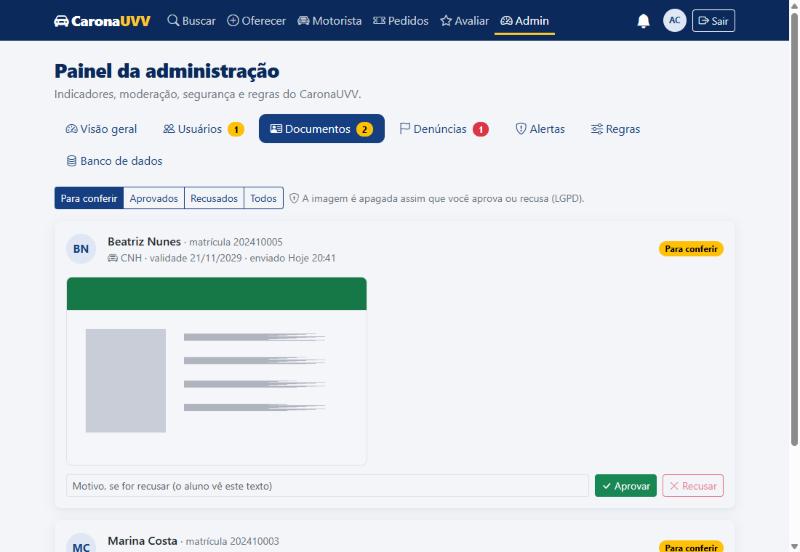 CaronaUVV Buscar Oferecer Motorista Pedidos Avaliar Admin AC Sair
Painel da administração
Indicadores, moderação, segurança e regras do CaronaUVV.
Visão geral Usuários 1 Documentos 2 Denúncias 1 Alertas Regras
Banco de dados
Para conferir Aprovados Recusados Todos A imagem é apagada assim que você aprova ou recusa (LGPD).
BN Beatriz Nunes · matrícula 202410005 Para conferir
CNH · validade 21/11/2029 · enviado Hoje 20:41
Motivo, se for recusar (o aluno vê este texto) Aprovar Recusar
MC Marina Costa · matrícula 202410003 Para conferir